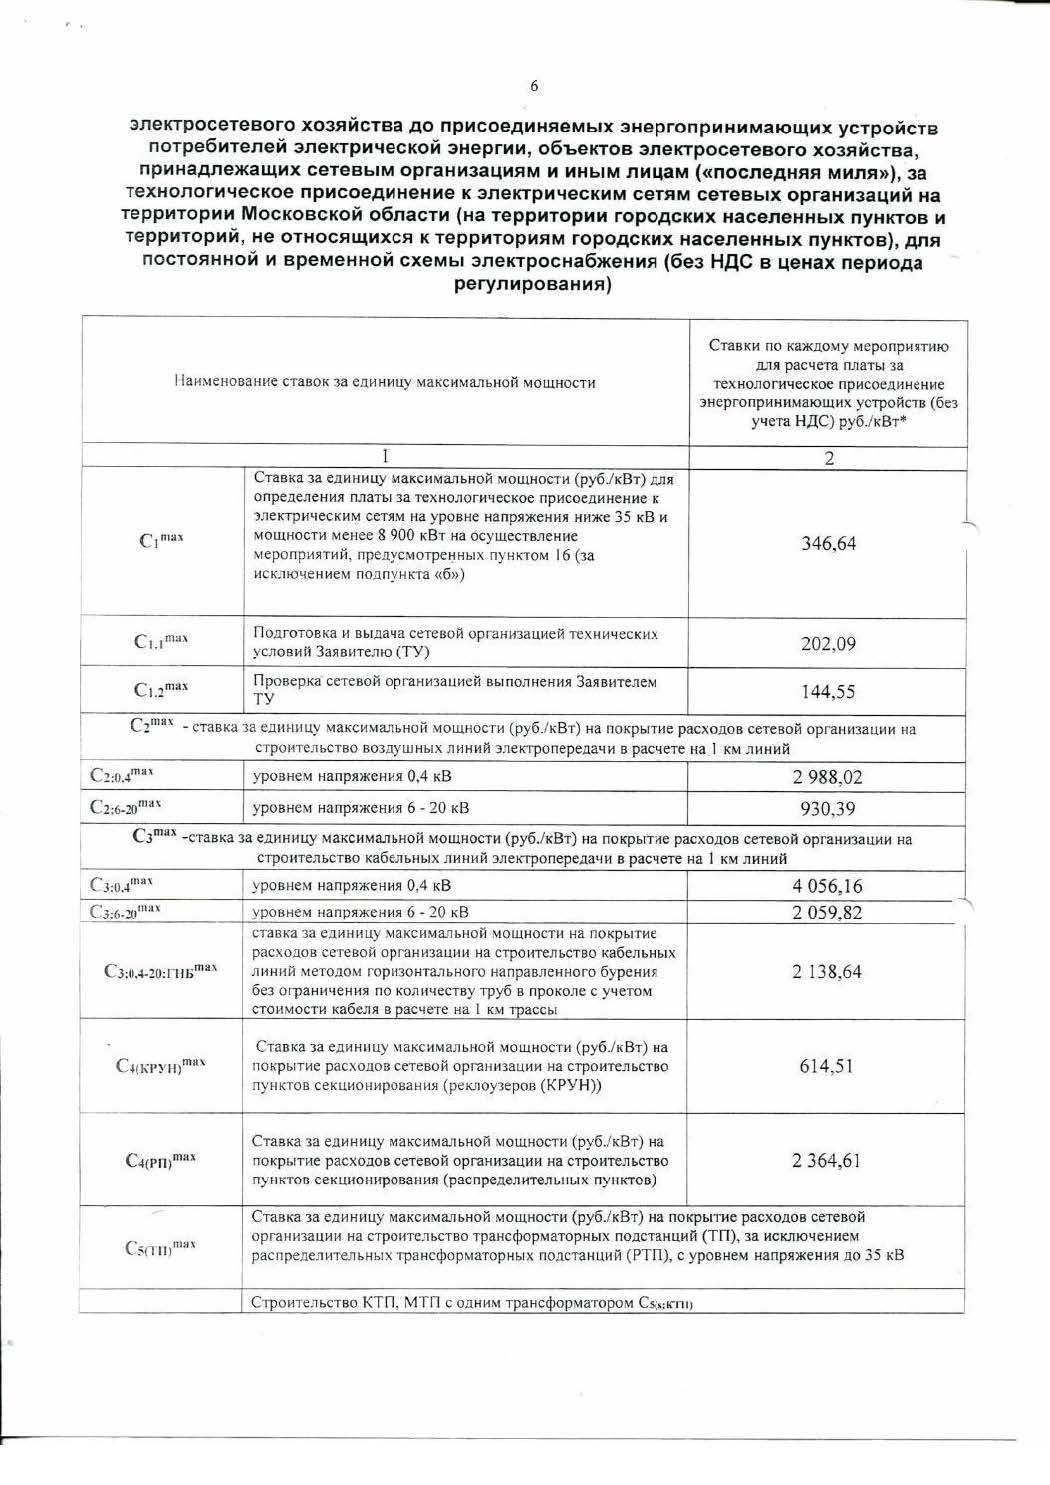 6
электросетевого хозяйства до присоединяемых энергопринимающих устройств
потребителей электрической энергии, объектов электросетевого хозяйства,
принадлежащих сетевым организациям и иным лицам («последняя миля»), за
технологическое присоединение к электрическим сетям сетевых организаций на
территории Московской области (на территории городских населенных пунктов и
территорий, не относящихся к территориям городских населенных пунктов), для
постоянной и временной схемы электроснабжения (без НДС в ценах периода
регулирования)
Наименование ставок за единицу максимальной мощности
Ставки по каждому мероприятию
для расчета платы за
технологическое присоединение
энергопринимающих устройств (без
учета НДС) руб./кВт*
1
2
C1max
Ставка за единицу максимальной мощности (руб./кВт) для
определения платы за технологическое присоединение к
электрическим сетям на уровне напряжения ниже 35 кВ и
мощности менее 8 900 кВт на осуществление
мероприятий, предусмотренных пунктом 16 (за
исключением подпункта «б»)
346,64
C1.1max
Подготовка и выдача сетевой организацией технических
условий Заявителю (ТУ)
202,09
C1.2max
Проверка сетевой организацией выполнения Заявителем
ТУ
144,55
C2max - ставка за единицу максимальной мощности (руб./кВт) на покрытие расходов сетевой организации на
строительство воздушных линий электропередачи в расчете на 1 км линий
C2;0,4max
уровнем напряжения 0,4 кВ
2 988,02
C2;6-20max
уровнем напряжения 6 - 20 кВ
930,39
C3max -ставка за единицу максимальной мощности (руб./кВт) на покрытие расходов сетевой организации на
строительство кабельных линий электропередачи в расчете на 1 км линий
C3;0,4max
уровнем напряжения 0,4 кВ
4 056,16
C3;6-20max
уровнем напряжения 6 - 20 кВ
2 059,82
C3;0,4-20;ГНБmax
ставка за единицу максимальной мощности на покрытие
расходов сетевой организации на строительство кабельных
линий методом горизонтального направленного бурения
без ограничения по количеству труб в проколе с учетом
стоимости кабеля в расчете на 1 км трассы
2 138,64
C4(КРУН)max
Ставка за единицу максимальной мощности (руб./кВт) на
покрытие расходов сетевой организации на строительство
пунктов секционирования (реклоузеров (КРУН))
614,51
C4(РП)max
Ставка за единицу максимальной мощности (руб./кВт) на
покрытие расходов сетевой организации на строительство
пунктов секционирования (распределительных пунктов)
2 364,61
C5(ТП)max
Ставка за единицу максимальной мощности (руб./кВт) на покрытие расходов сетевой
организации на строительство трансформаторных подстанций (ТП), за исключением
распределительных трансформаторных подстанций (РТП), с уровнем напряжения до 35 кВ
Строительство КТП, МТП с одним трансформатором C5(s;КТП)